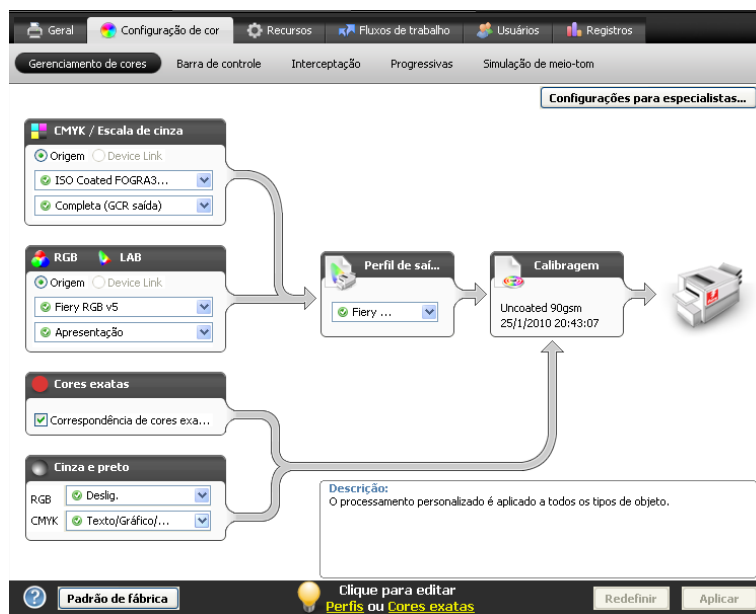 Geral Configuração de cor Recursos Fluxos de trabalho Usuários Registros
Gerenciamento de cores Barra de controle Interceptação Progressivas Simulação de meio-tom
Configurações para especialistas...
CMYK / Escala de cinza
Origem Device Link
ISO Coated FOGRA3...
Completa (GCR saída)
RGB LAB
Origem Device Link
Fiery RGB v5
Apresentação
Perfil de saí...
Fiery ...
Calibragem
Uncoated 90gsm
25/1/2010 20:43:07
Cores exatas
Correspondência de cores exa...
Cinza e preto
RGB Deslig.
CMYK Texto/Gráfico/...
Descrição:
O processamento personalizado é aplicado a todos os tipos de objeto.
? Padrão de fábrica
Clique para editar
Perfis ou Cores exatas
Redefinir Aplicar